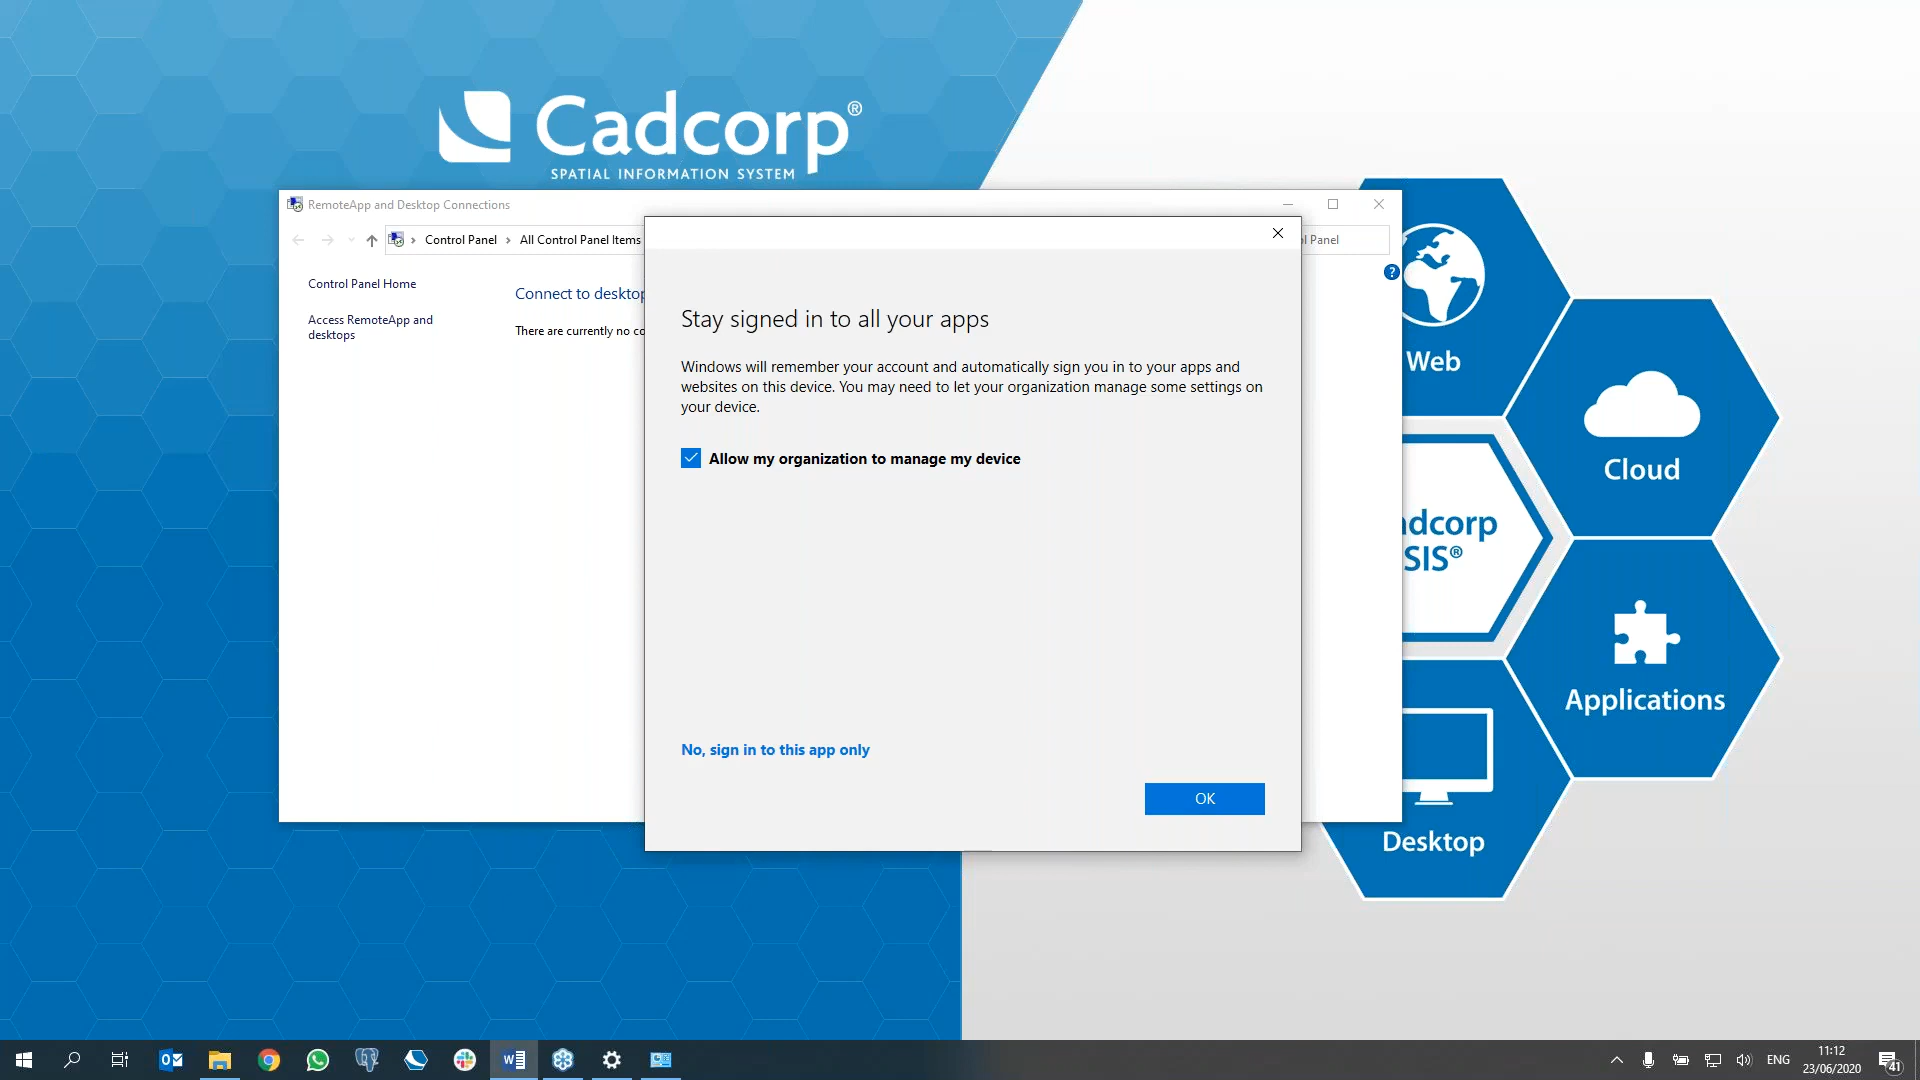 Cadcorp®
SPATIAL INFORMATION SYSTEM
RemoteApp and Desktop Connections
Control Panel > All Control Panel Items
l Panel
Control Panel Home
Access RemoteApp and
desktops
Connect to desktop
There are currently no co
?
Stay signed in to all your apps
Windows will remember your account and automatically sign you in to your apps and
websites on this device. You may need to let your organization manage some settings on
your device.
Allow my organization to manage my device
No, sign in to this app only
OK
Web
Cloud
adcorp
SIS®
Applications
Desktop
ENG
11:12
23/06/2020
41